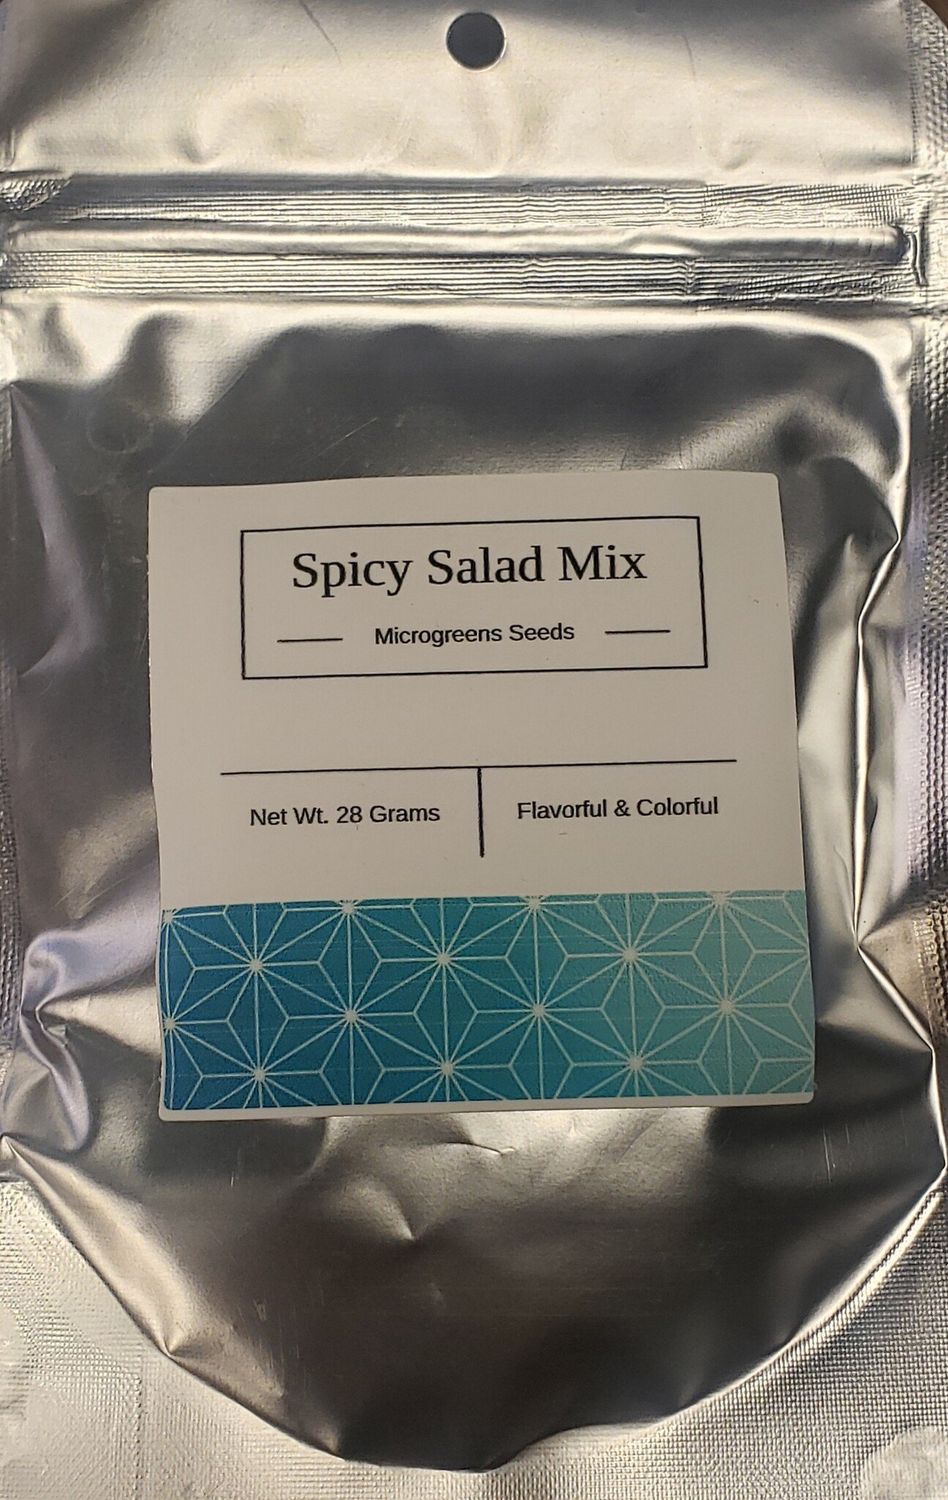 Spicy Salad Mix
Microgreens Seeds
Net Wt. 28 Grams
Flavorful & Colorful